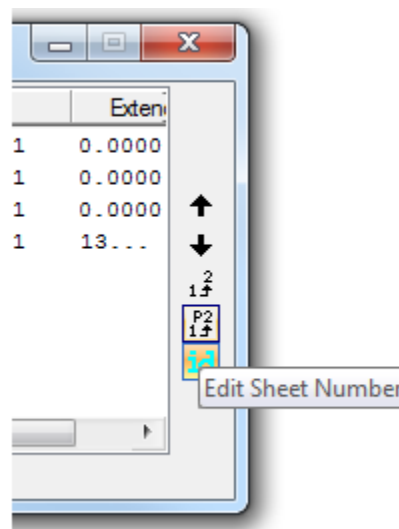 Exten
1 0.0000
1 0.0000
1 0.0000
1 13...
2
1
P2
1
id
Edit Sheet Number